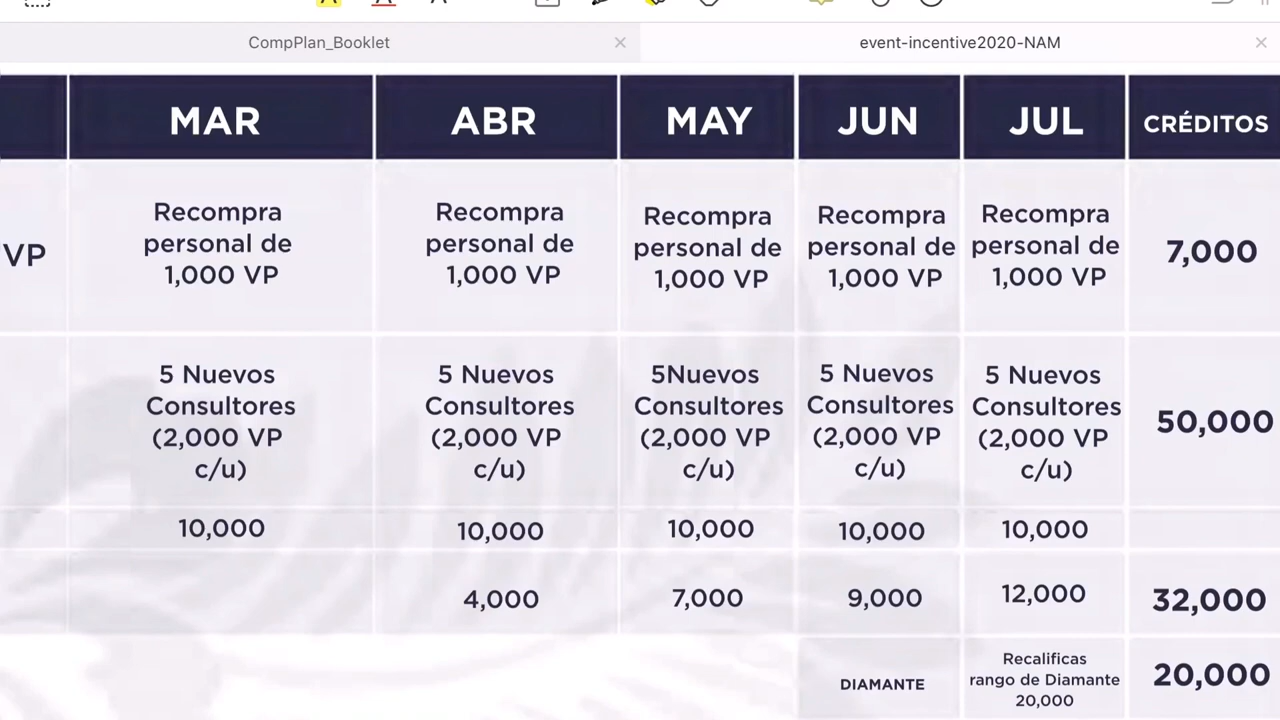 CompPlan_Booklet
event-incentive2020-NAM
MAR
ABR
MAY
JUN
JUL
CRÉDITOS
VP
Recompra
personal de
1,000 VP
Recompra
personal de
1,000 VP
Recompra
personal de
1,000 VP
Recompra
personal de
1,000 VP
Recompra
personal de
1,000 VP
7,000
5 Nuevos
Consultores
(2,000 VP
c/u)
5 Nuevos
Consultores
(2,000 VP
c/u)
5Nuevos
Consultores
(2,000 VP
c/u)
5 Nuevos
Consultores
(2,000 VP
c/u)
5 Nuevos
Consultores
(2,000 VP
c/u)
50,000
10,000
10,000
10,000
10,000
10,000
4,000
7,000
9,000
12,000
32,000
DIAMANTE
Recalificas
rango de Diamante
20,000
20,000